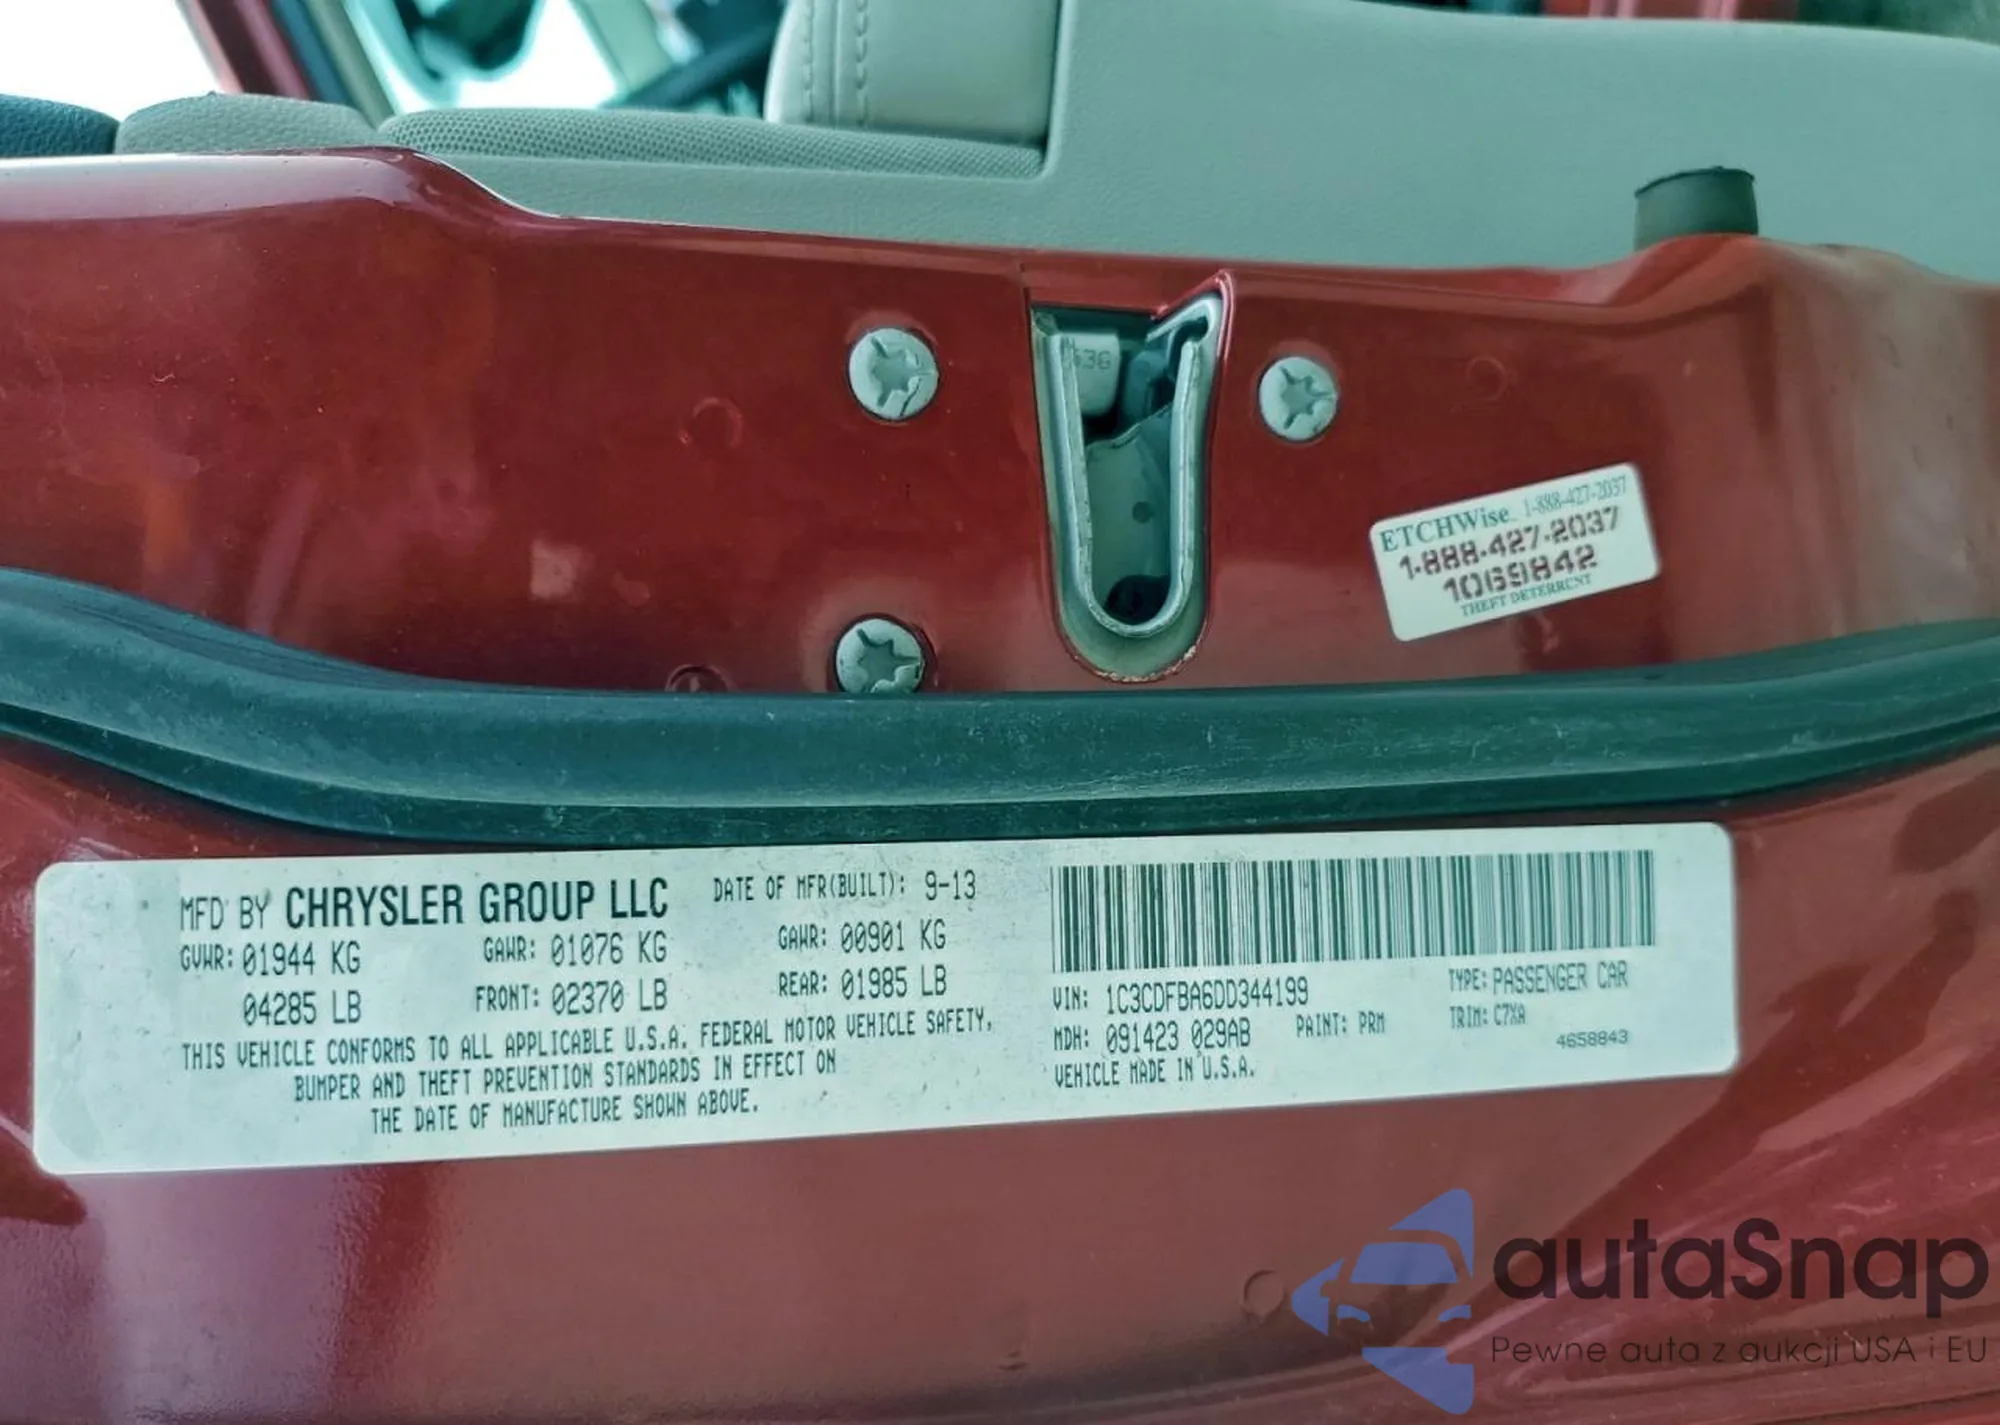 636
ETCHWise 1-888-427-2037
1-888-427-2037
1069842
THEFT DETERRENT
MFD BY CHRYSLER GROUP LLC DATE OF MFR(BUILT): 9-13
GVWR: 01944 KG GAWR: 01076 KG GAWR: 00901 KG
04285 LB FRONT: 02370 LB REAR: 01985 LB
THIS VEHICLE CONFORMS TO ALL APPLICABLE U.S.A. FEDERAL MOTOR VEHICLE SAFETY,
BUMPER AND THEFT PREVENTION STANDARDS IN EFFECT ON
THE DATE OF MANUFACTURE SHOWN ABOVE.
VIN: 1C3CDFBA6DD344199 TYPE: PASSENGER CAR
MDH: 091423 029AB PAINT: PRM TRIM: C7XA
VEHICLE MADE IN U.S.A. 4658843
autaSnap
Pewne auta z aukcji USA i EU